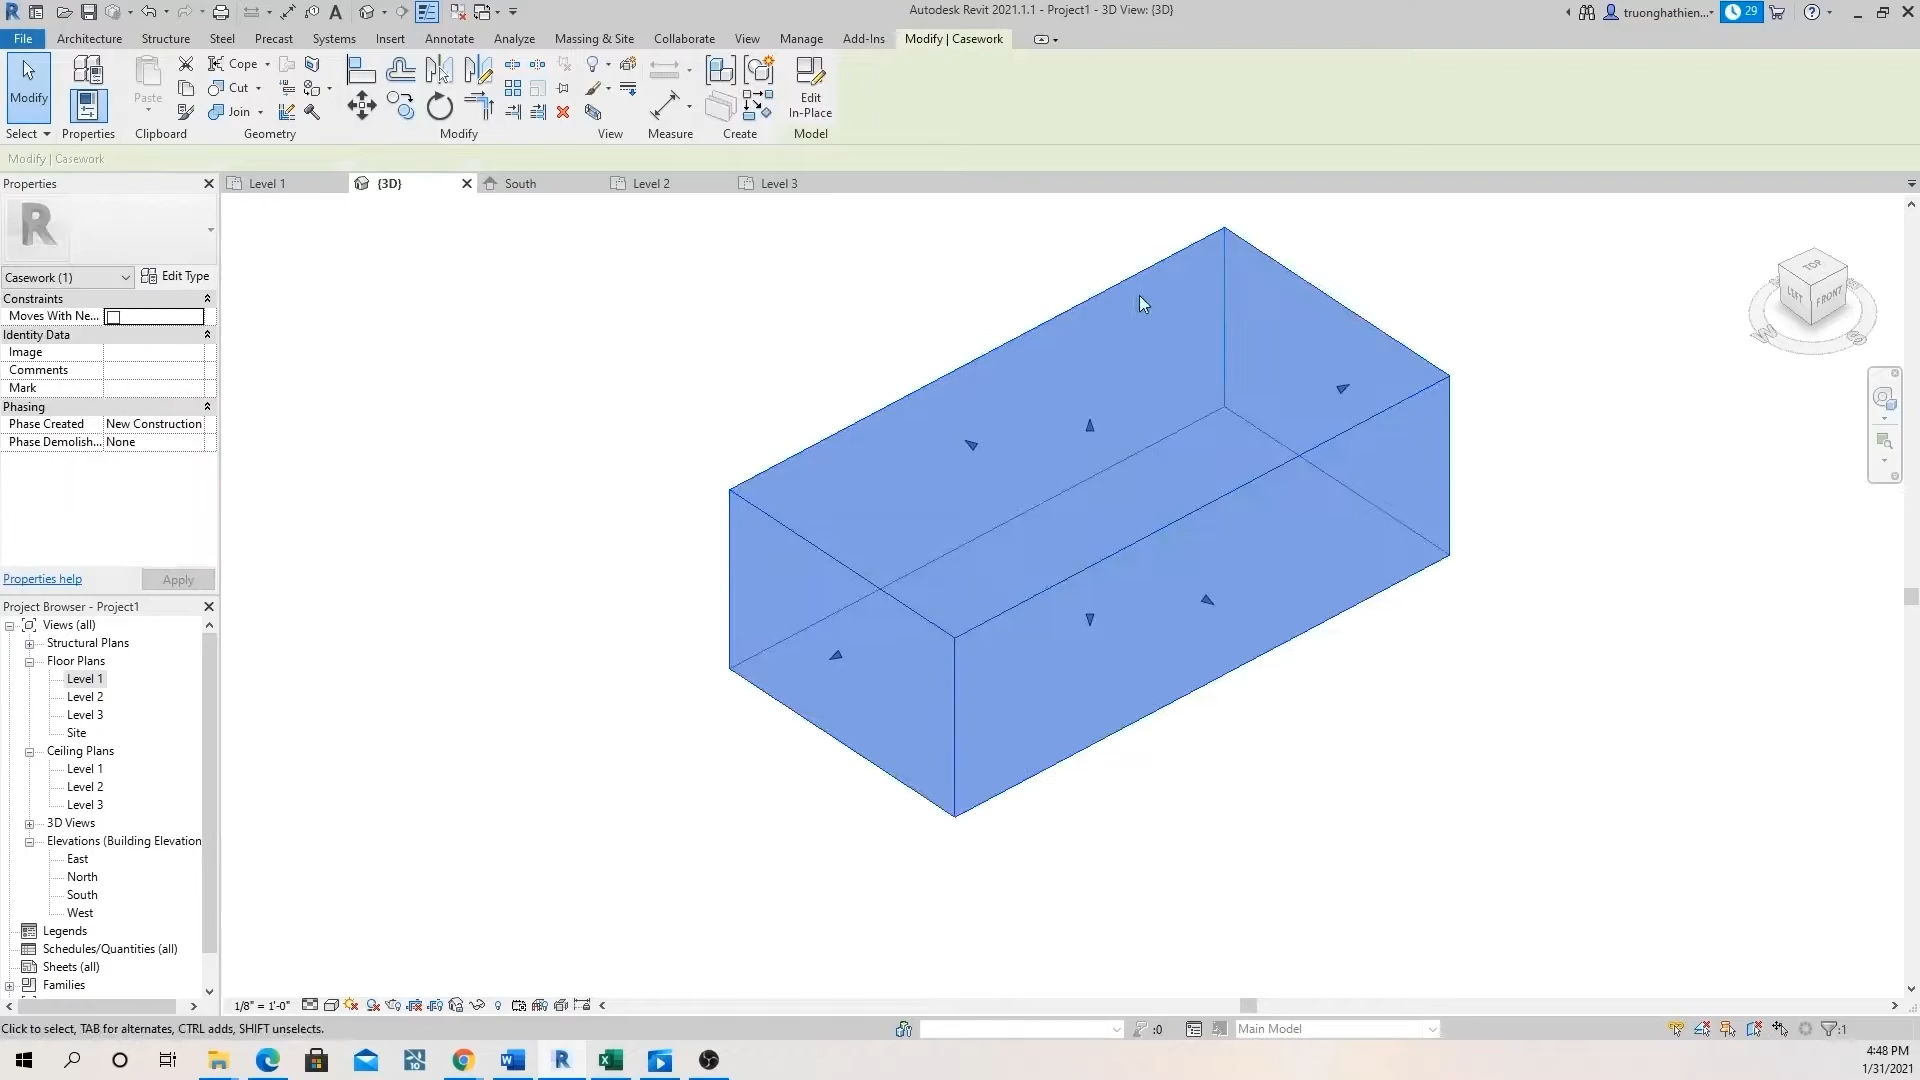 Autodesk Revit 2021.1.1 - Project1 - 3D View: {3D}
truonghathien...
29
File Architecture Structure Steel Precast Systems Insert Annotate Analyze Massing & Site Collaborate View Manage Add-Ins Modify | Casework
Modify
Paste
Cope
Cut
Join
Edit
In-Place
Select Properties Clipboard Geometry Modify View Measure Create Model
Modify | Casework
Properties
Level 1 {3D} South Level 2 Level 3
Casework (1) Edit Type
Constraints
Moves With Ne...
Identity Data
Image
Comments
Mark
Phasing
Phase Created New Construction
Phase Demolish... None
Properties help Apply
Project Browser - Project1
Views (all)
Structural Plans
Floor Plans
Level 1
Level 2
Level 3
Site
Ceiling Plans
Level 1
Level 2
Level 3
3D Views
Elevations (Building Elevation
East
North
South
West
Legends
Schedules/Quantities (all)
Sheets (all)
Families
TOP
LEFT
FRONT
W
S
1/8" = 1'-0"
Click to select, TAB for alternates, CTRL adds, SHIFT unselects.
:0
Main Model
:1
4:48 PM
1/31/2021